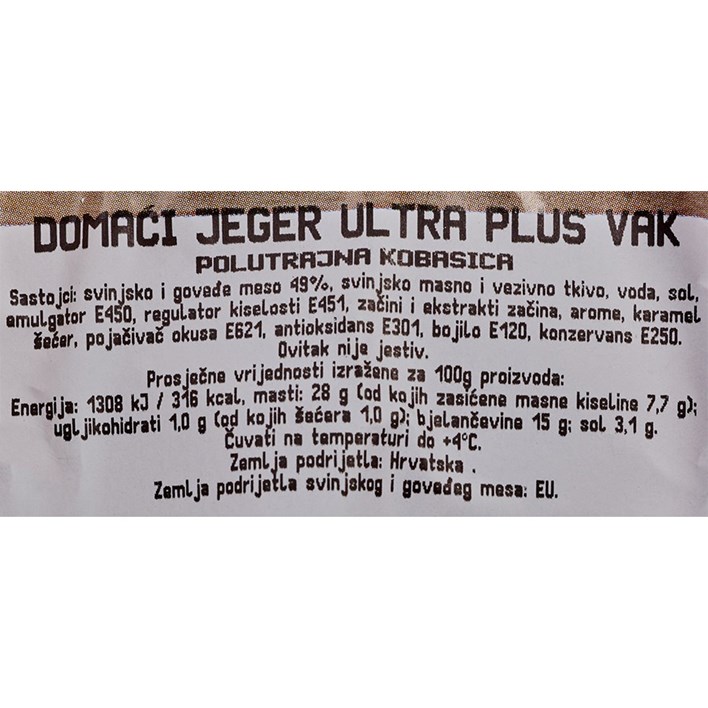 DOMAĆI JEGER ULTRA PLUS VAK
POLUTRAJNA KOBASICA
Sastojci: svinjsko i goveđe meso 49%, svinjsko masno i vezivno tkivo, voda, sol,
emulgator E450, regulator kiselosti E451, začini i ekstrakti začina, arome, karamel
šećer, pojačivač okusa E621, antioksidans E301, bojilo E120, konzervans E250.
Ovitak nije jestiv.
Prosječne vrijednosti izražene za 100g proizvoda:
Energija: 1308 kJ / 316 kcal, masti: 28 g (od kojih zasićene masne kiseline 7,7 g);
ugljikohidrati 1,0 g (od kojih šećera 1,0 g); bjelančevine 15 g; sol 3,1 g.
Čuvati na temperaturi do +4°C.
Zemlja podrijetla: Hrvatska .
Zemlja podrijetla svinjskog i goveđeg mesa: EU.